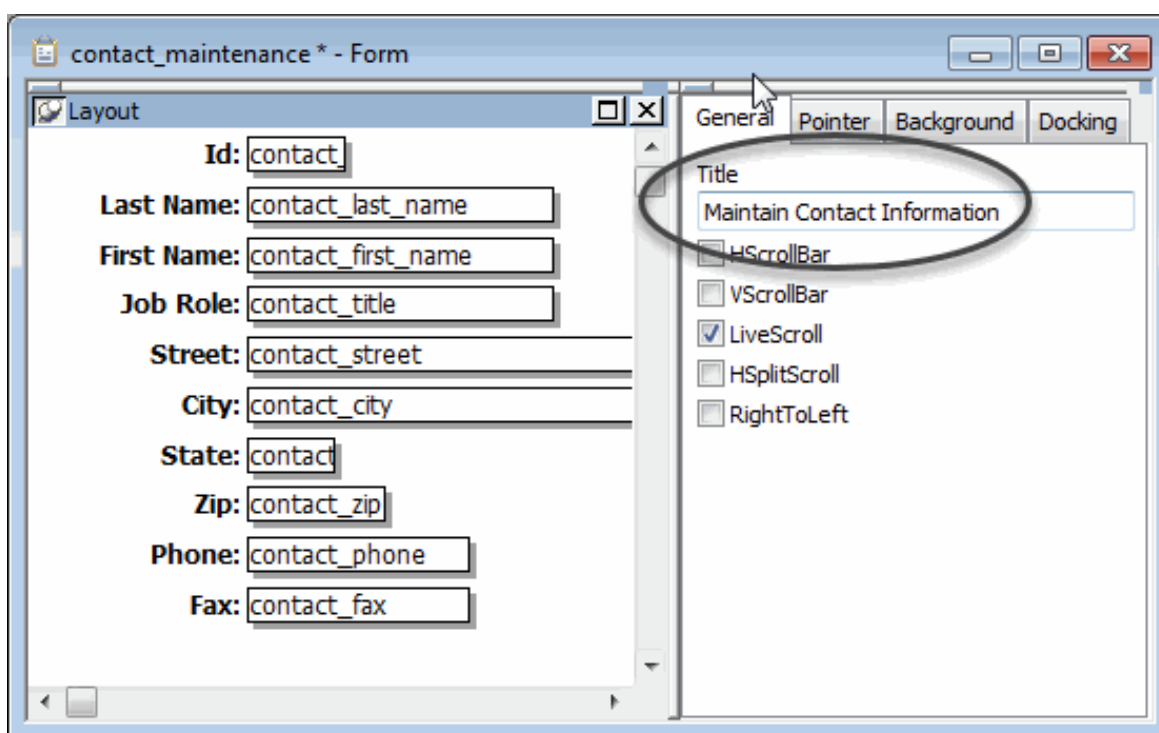 contact_maintenance * - Form
Layout
Id: contact_
Last Name: contact_last_name
First Name: contact_first_name
Job Role: contact_title
Street: contact_street
City: contact_city
State: contact
Zip: contact_zip
Phone: contact_phone
Fax: contact_fax
General Pointer Background Docking
Title
Maintain Contact Information
HScrollBar
VScrollBar
LiveScroll
HSplitScroll
RightToLeft